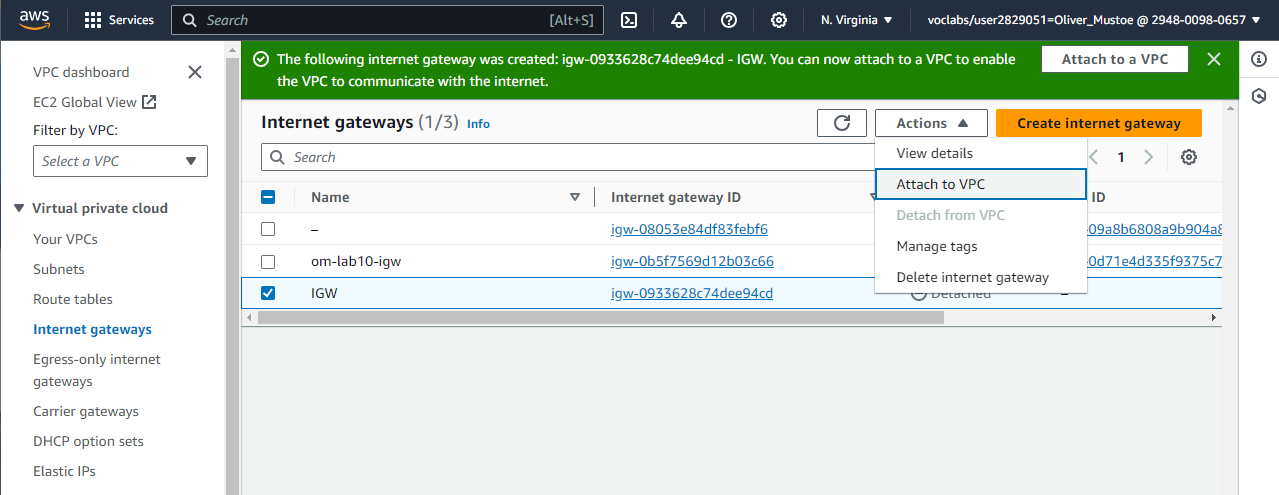 aws
Services
Search
[Alt+S]
N. Virginia
voclabs/user2829051=Oliver_Mustoe @ 2948-0098-0657
VPC dashboard
EC2 Global View
Filter by VPC:
Select a VPC
Virtual private cloud
Your VPCs
Subnets
Route tables
Internet gateways
Egress-only internet
gateways
Carrier gateways
DHCP option sets
Elastic IPs
The following internet gateway was created: igw-0933628c74dee94cd - IGW. You can now attach to a VPC to enable
the VPC to communicate with the internet.
Attach to a VPC
Internet gateways (1/3) Info
Actions
Create internet gateway
Search
1
View details
Attach to VPC
Detach from VPC
Manage tags
Delete internet gateway
Name
Internet gateway ID
ID
–
igw-08053e84df83febf6
-09a8b6808a9b904a8
om-lab10-igw
igw-0b5f7569d12b03c66
-0d71e4d335f9375c7
IGW
igw-0933628c74dee94cd
Detached
–